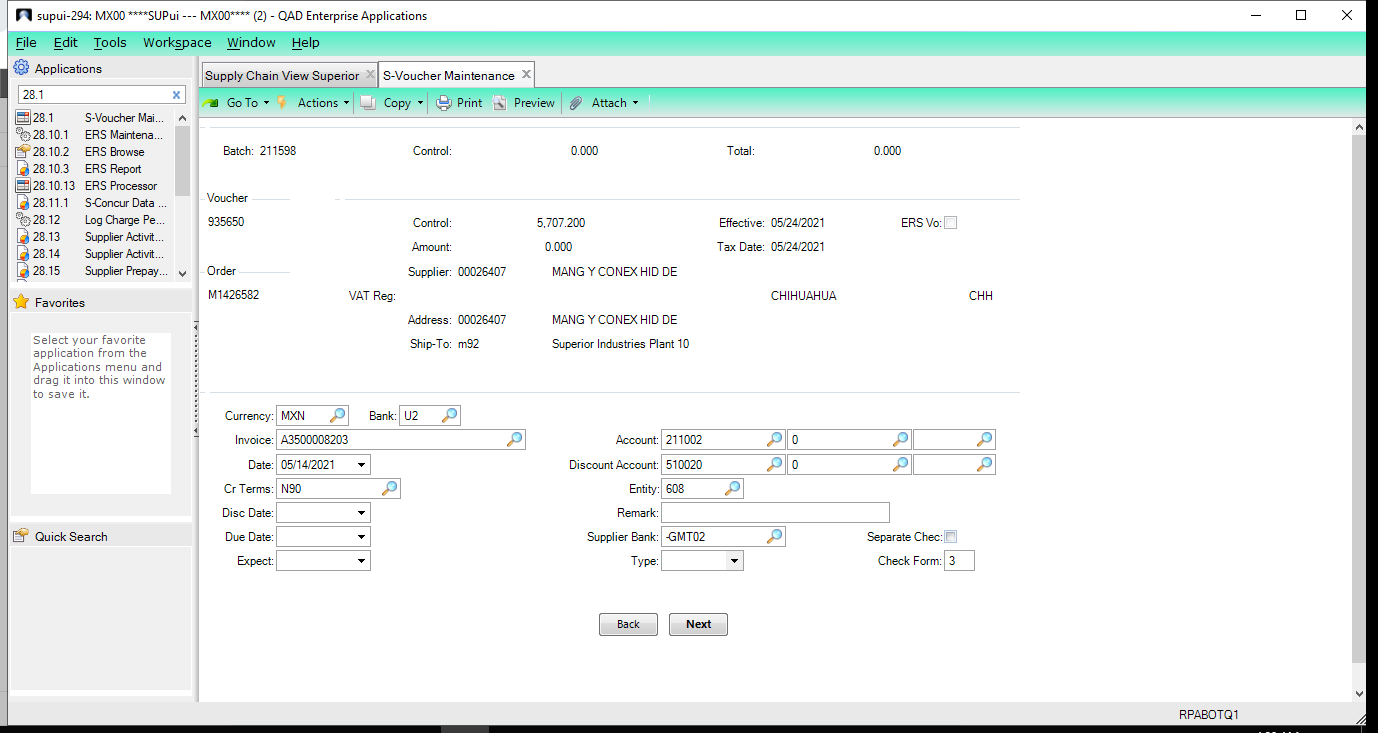 supui-294: MX00 ****SUPui --- MX00**** (2) - QAD Enterprise Applications
File Edit Tools Workspace Window Help
Applications
28.1
28.1 S-Voucher Mai...
28.10.1 ERS Maintena...
28.10.2 ERS Browse
28.10.3 ERS Report
28.10.13 ERS Processor
28.11.1 S-Concur Data ...
28.12 Log Charge Pe...
28.13 Supplier Activit...
28.14 Supplier Activit...
28.15 Supplier Prepay...
Favorites
Select your favorite
application from the
Applications menu and
drag it into this window
to save it.
Quick Search
Supply Chain View Superior S-Voucher Maintenance
Go To Actions Copy Print Preview Attach
Batch: 211598 Control: 0.000 Total: 0.000
Voucher
935650 Control: 5,707.200 Effective: 05/24/2021 ERS Vo:
Amount: 0.000 Tax Date: 05/24/2021
Order Supplier: 00026407 MANG Y CONEX HID DE
M1426582 VAT Reg: CHIHUAHUA CHH
Address: 00026407 MANG Y CONEX HID DE
Ship-To: m92 Superior Industries Plant 10
Currency: MXN Bank: U2
Invoice: A3500008203 Account: 211002 0
Date: 05/14/2021 Discount Account: 510020 0
Cr Terms: N90 Entity: 608
Disc Date: Remark:
Due Date: Supplier Bank: -GMT02 Separate Chec:
Expect: Type: Check Form: 3
Back Next
RPABOTQ1